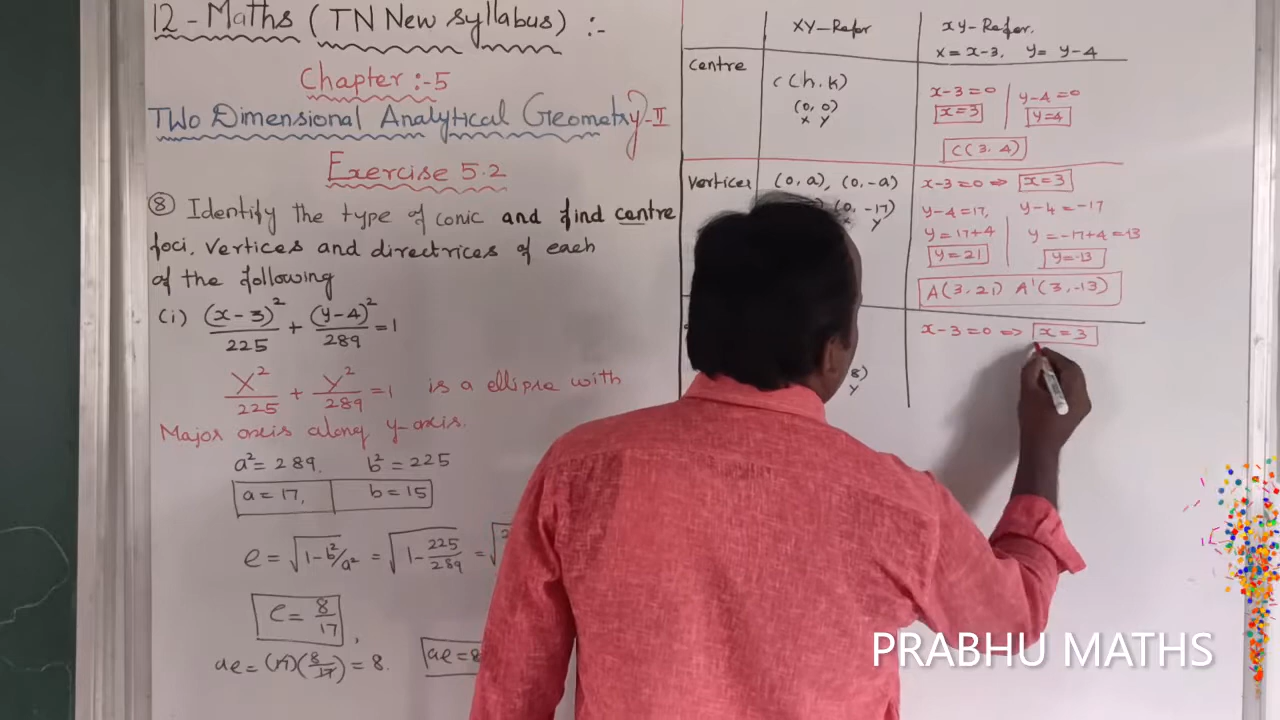 12 - Maths (TN New syllabus) :-
Chapter :- 5
TWo Dimensional Analytical Geometry - II
Exercise 5.2
⑧ Identify the type of conic and find centre
foci, vertices and directrices of each
of the following
(i) (x-3)²/225 + (y-4)²/289 = 1
X²/225 + Y²/289 = 1 is a ellipse with
Major axis along y-axis.
a² = 289, b² = 225
a = 17, b = 15
e = √(1 - b²/a²) = √(1 - 225/289) = √
e = 8/17 ,
ae = (17)(8/17) = 8.
ae = 8
XY-Refer
xy-Refer.
X = x-3, Y = y-4
Centre
C(h, k)
(0, 0)
X Y
x-3=0 y-4=0
x=3 y=4
C(3, 4)
Vertices
(0, a), (0, -a)
(0, -17)
Y
x-3=0 ⇒ x=3
y-4=17, y-4=-17
y=17+4 y=-17+4=-13
y=21 y=-13
A(3, 21) A'(3, -13)
8)
Y
x-3=0 ⇒ x=3
PRABHU MATHS